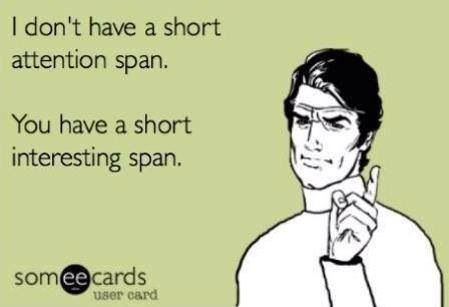 I don't have a short
attention span.
You have a short
interesting span.
someecards
user card